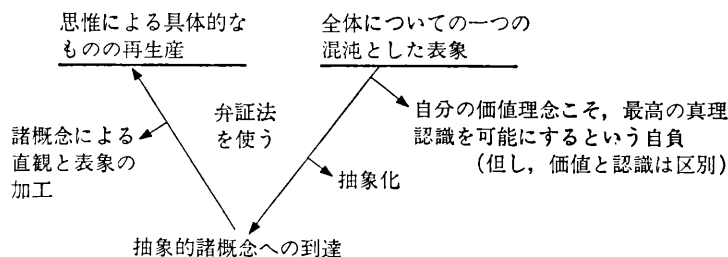 思惟による具体的な
ものの再生産
全体についての一つの
混沌とした表象
弁証法
を使う
自分の価値理念こそ，最高の真理
認識を可能にするという自負
（但し，価値と認識は区別）
諸概念による
直観と表象の
加工
抽象化
抽象的諸概念への到達